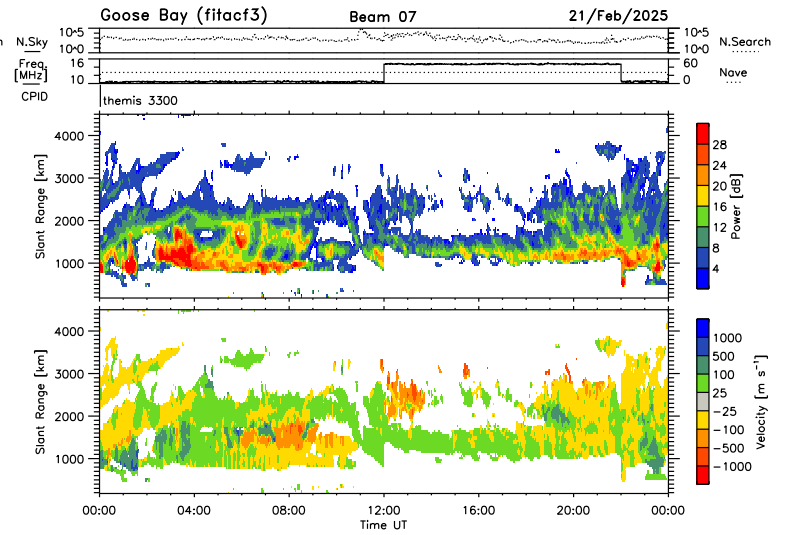 Goose Bay (fitacf3) Beam 07 21/Feb/2025
n N.Sky 10^5 10^0 10^5 10^0 N.Search
Freq. [MHz] 16 10 60 0 Nave
CPID themis 3300
Slant Range [km]
4000
3000
2000
1000
28
24
20
16
12
8
4
Power [dB]
Slant Range [km]
4000
3000
2000
1000
1000
500
100
25
−25
−100
−500
−1000
Velocity [m s⁻¹]
00:00 04:00 08:00 12:00 16:00 20:00 00:00
Time UT